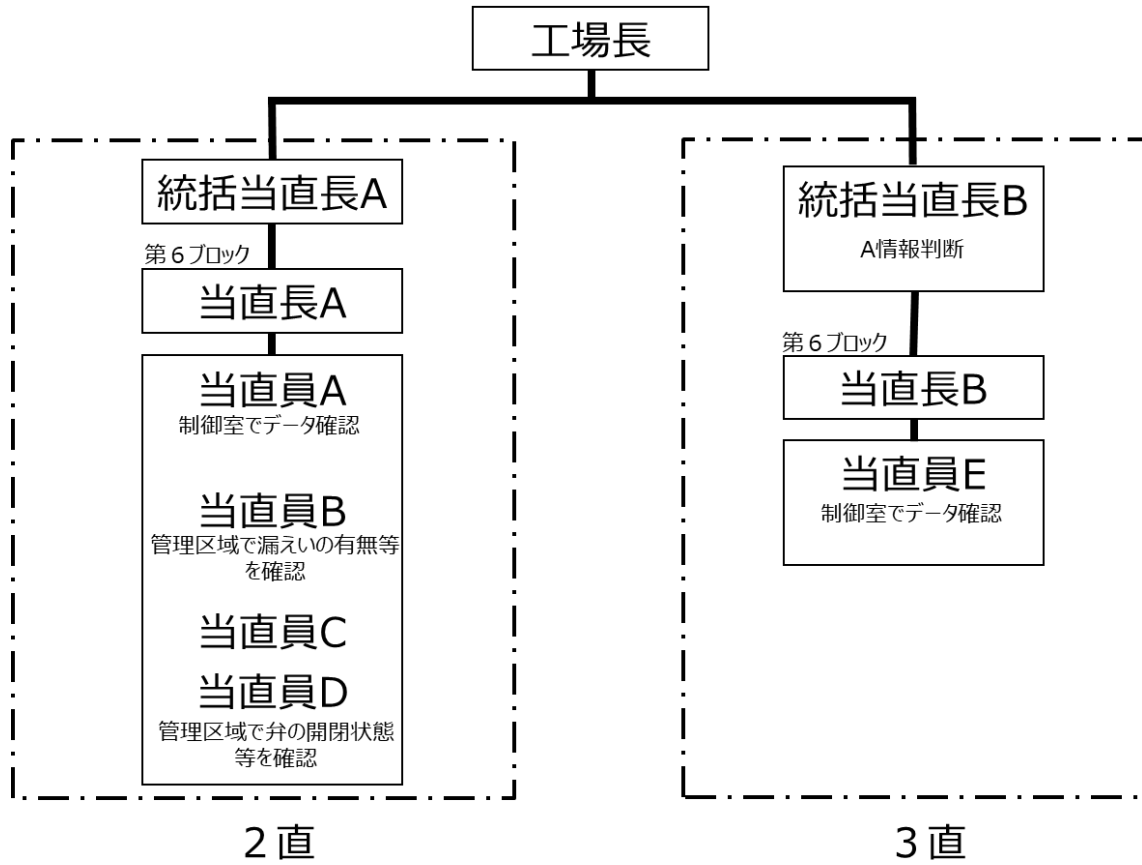 工場長
統括当直長A
第６ブロック
当直長A
当直員A
制御室でデータ確認
当直員B
管理区域で漏えいの有無等
を確認
当直員C
当直員D
管理区域で弁の開閉状態
等を確認
２直
統括当直長B
A情報判断
第６ブロック
当直長B
当直員E
制御室でデータ確認
３直